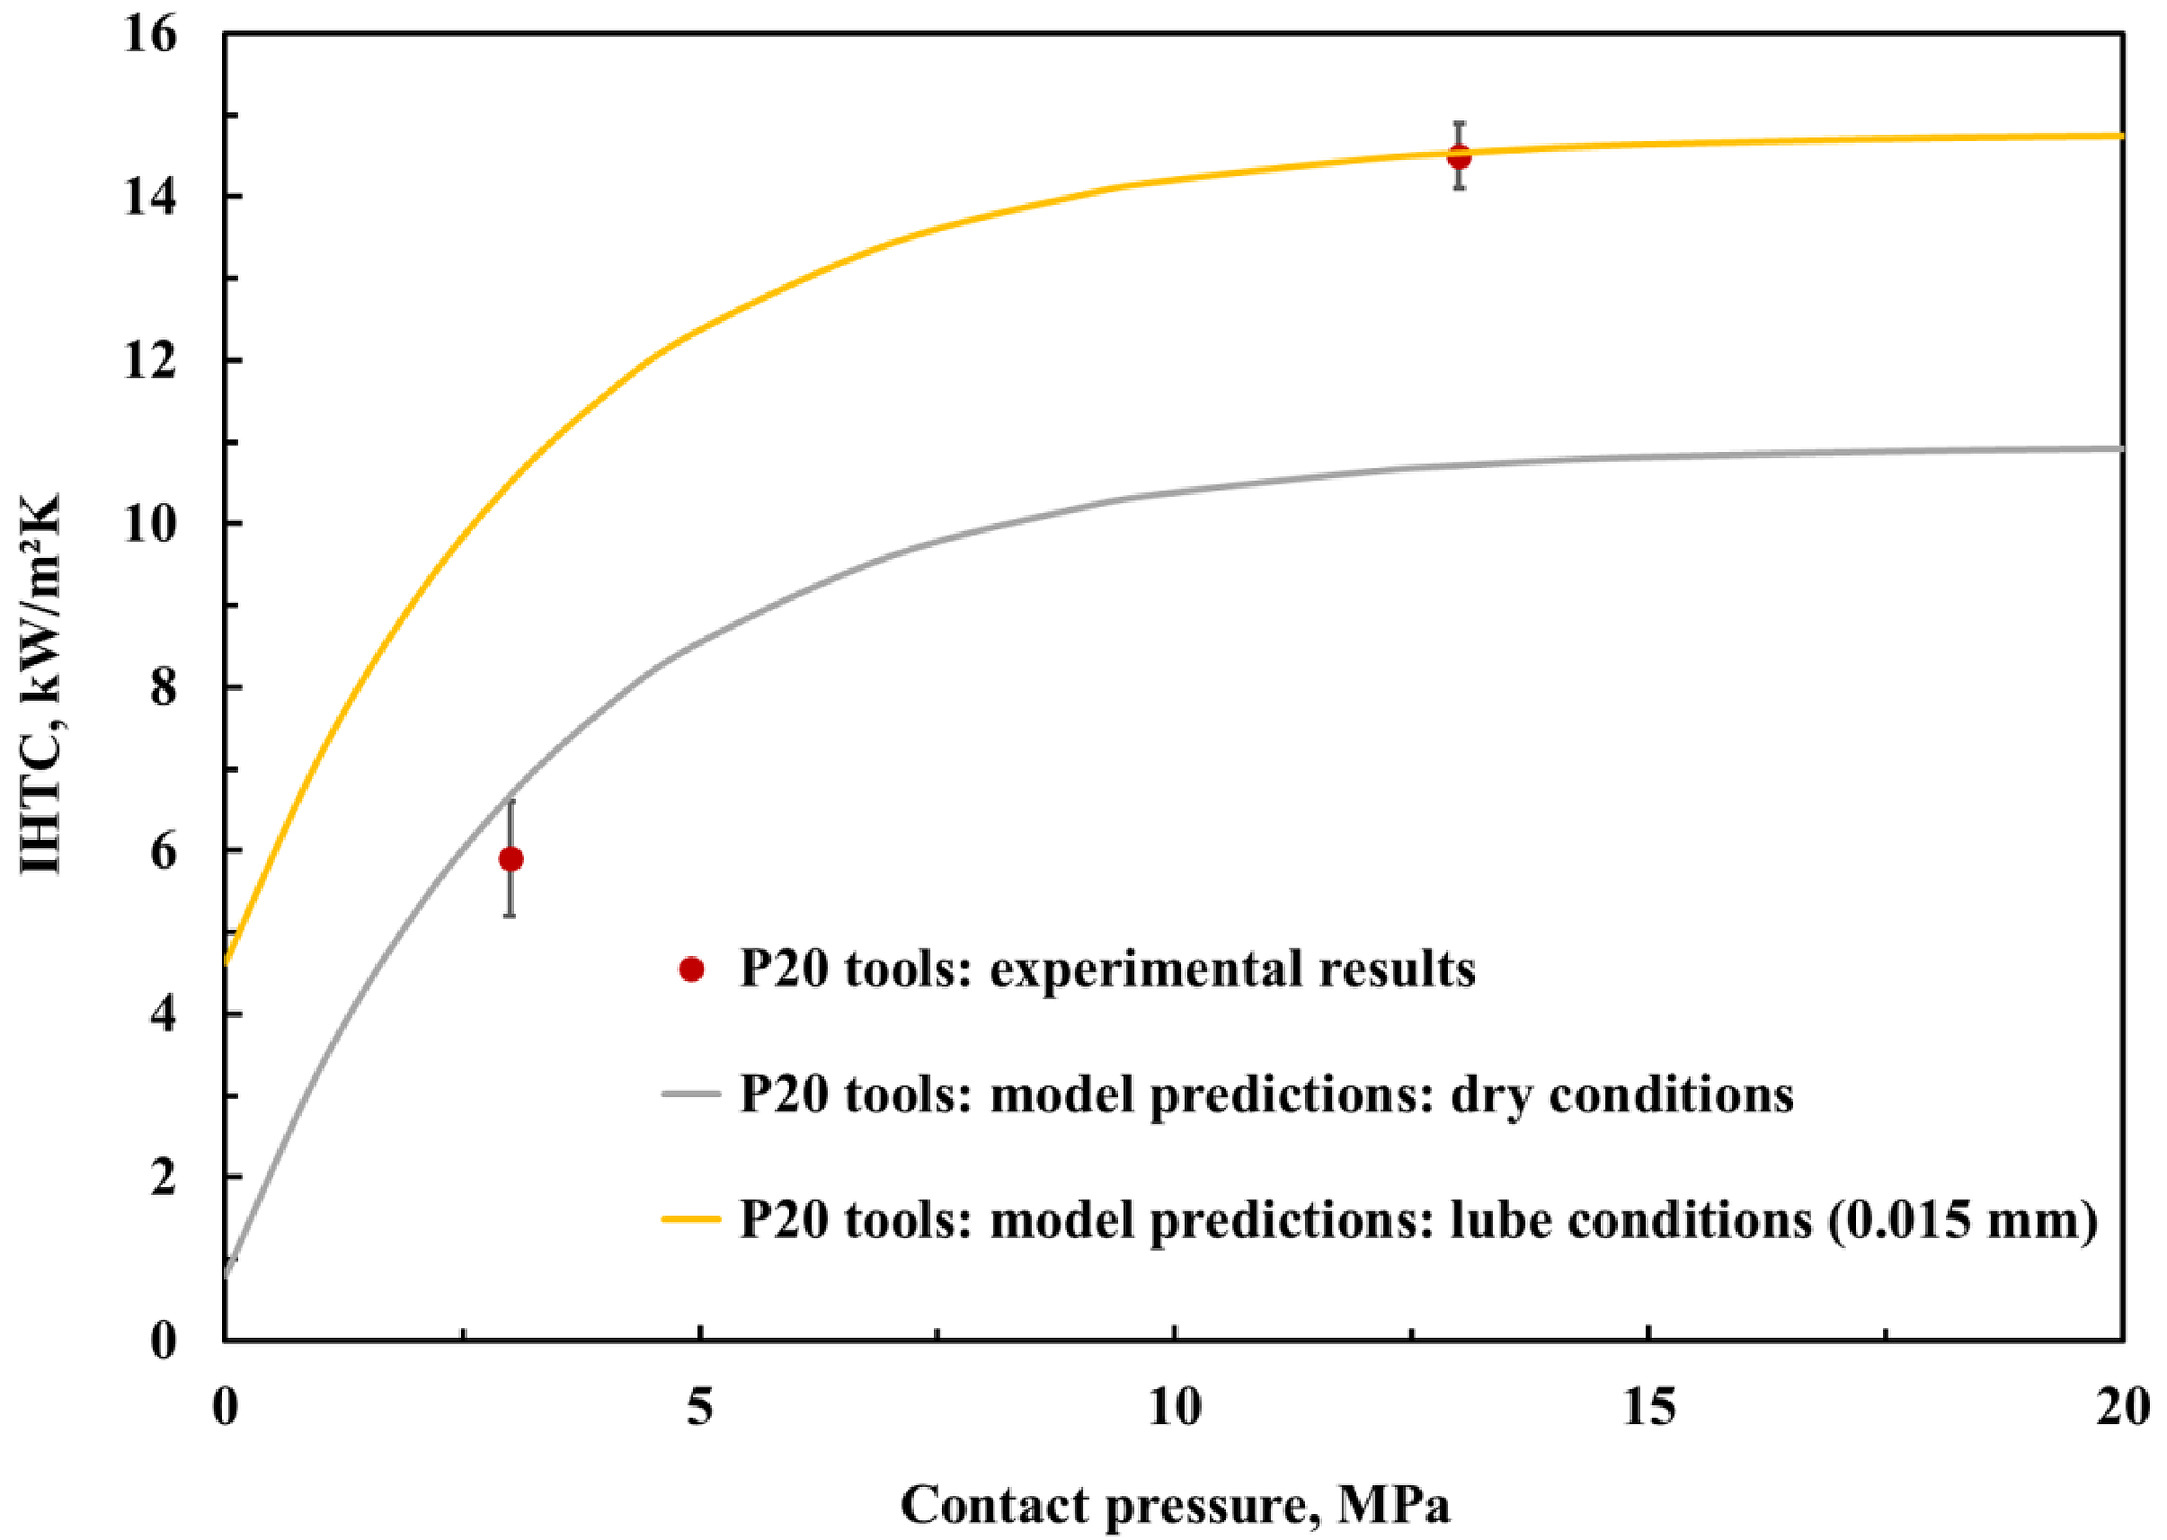 16
14
12
10
8
6
4
2
0
IHTC, kW/m²K
P20 tools: experimental results
P20 tools: model predictions: dry conditions
P20 tools: model predictions: lube conditions (0.015 mm)
0 5 10 15 20
Contact pressure, MPa